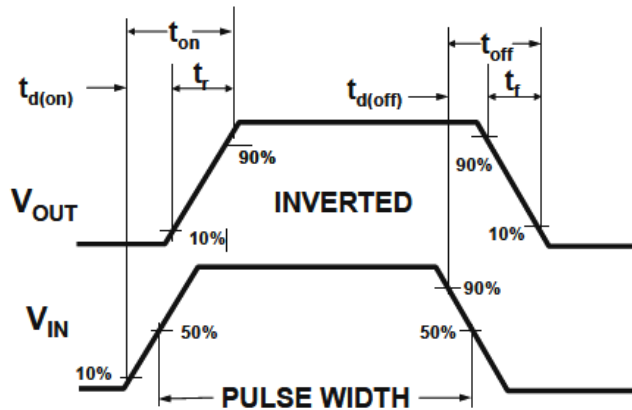 t_on
t_off
t_d(on)
t_r
t_d(off)
t_f
90%
90%
V_OUT
INVERTED
10%
10%
90%
V_IN
50%
50%
10%
PULSE WIDTH